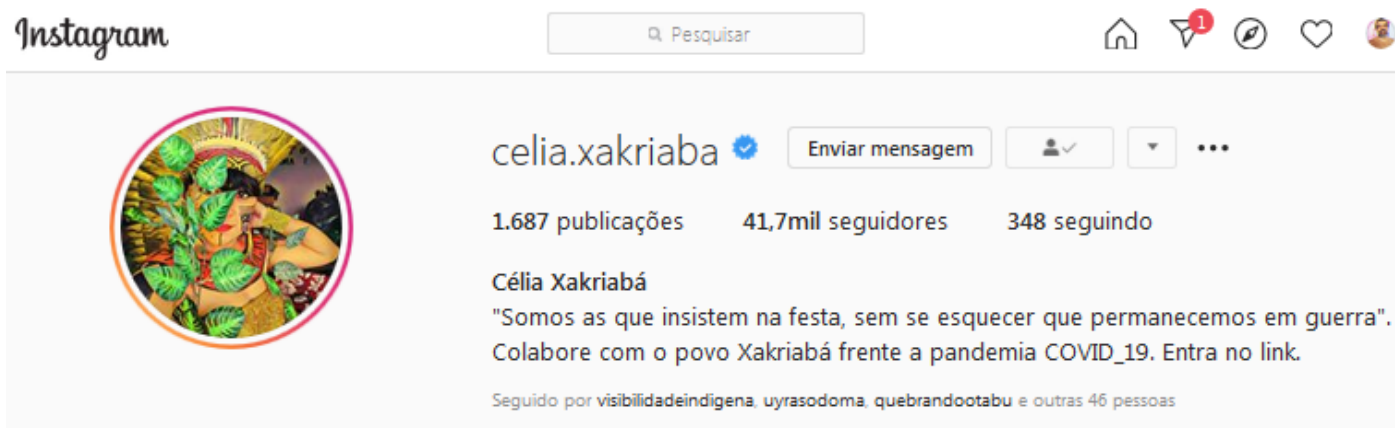 Instagram
Pesquisar
1
celia.xakriaba
Enviar mensagem
1.687 publicações 41,7mil seguidores 348 seguindo
Célia Xakriabá
"Somos as que insistem na festa, sem se esquecer que permanecemos em guerra".
Colabore com o povo Xakriabá frente a pandemia COVID_19. Entra no link.
Seguido por visibilidadeindigena, uyrasodoma, quebrandootabu e outras 46 pessoas